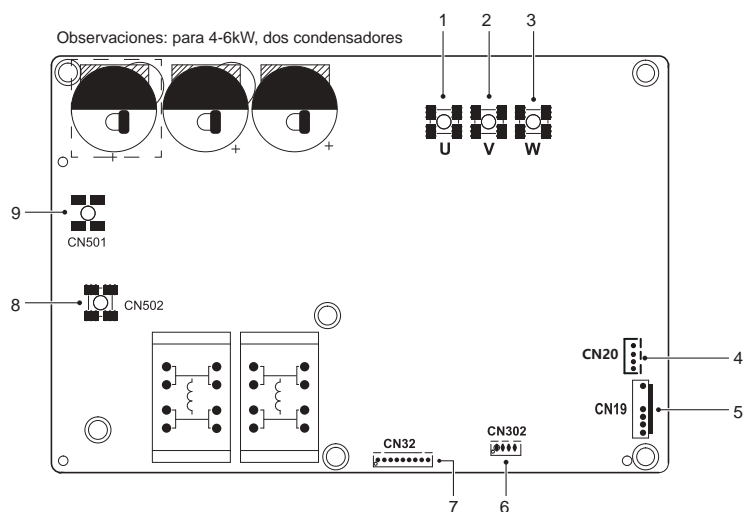 1 2 3
Observaciones: para 4-6kW, dos condensadores
+ + +
U V W
9
CN501
8 CN502
CN20 4
CN19 5
CN32 CN302
7 6